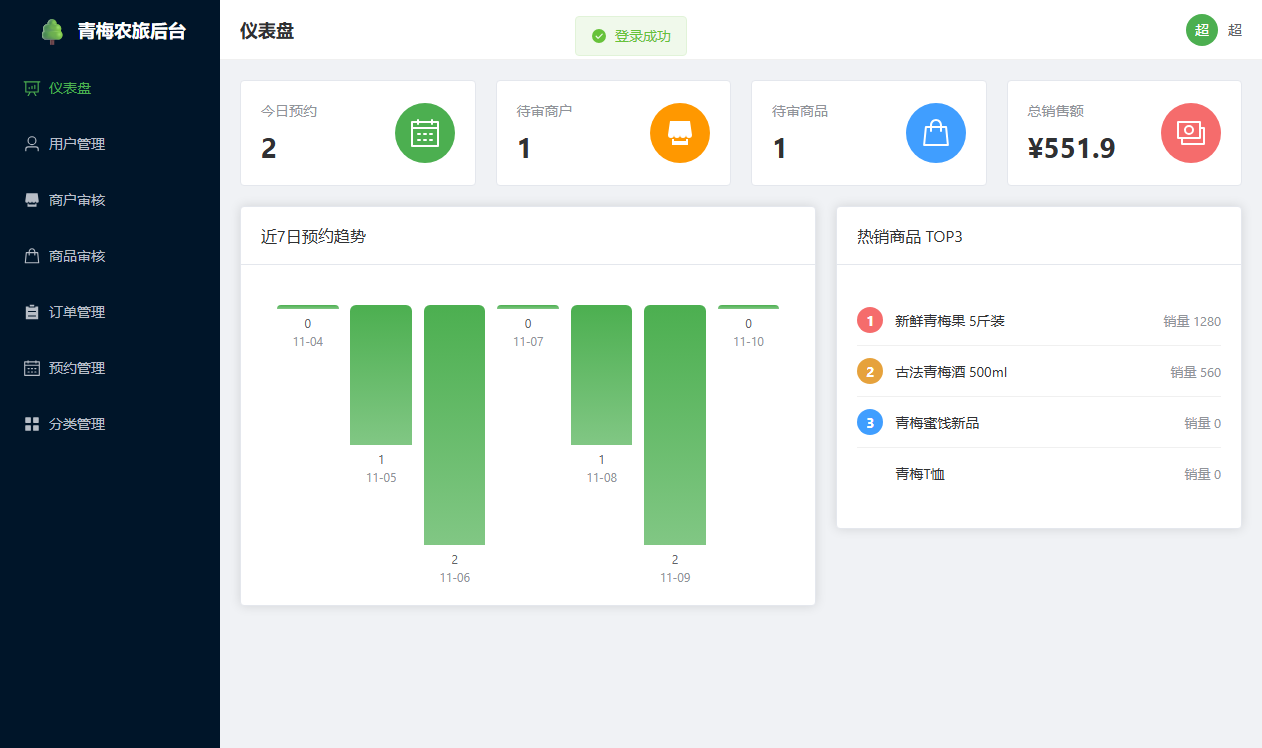 青梅农旅后台
仪表盘
用户管理
商户审核
商品审核
订单管理
预约管理
分类管理
仪表盘
登录成功
超 超
今日预约
2
待审商户
1
待审商品
1
总销售额
¥551.9
近7日预约趋势
0
11-04
1
11-05
2
11-06
0
11-07
1
11-08
2
11-09
0
11-10
热销商品 TOP3
1 新鲜青梅果 5斤装 销量 1280
2 古法青梅酒 500ml 销量 560
3 青梅蜜饯新品 销量 0
青梅T恤 销量 0